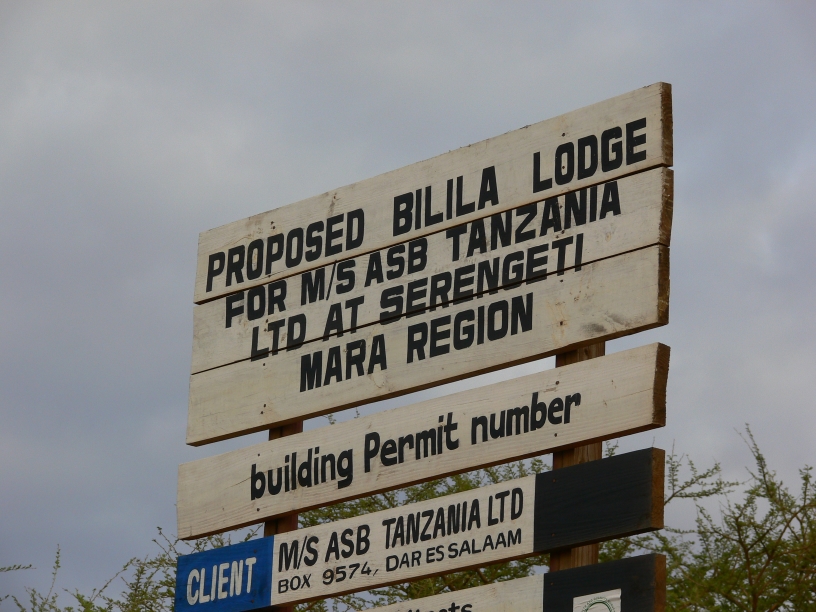 PROPOSED BILILA LODGE
FOR M/S ASB TANZANIA
LTD AT SERENGETI
MARA REGION
building Permit number
CLIENT
M/S ASB TANZANIA LTD
BOX 9574, DAR ES SALAAM